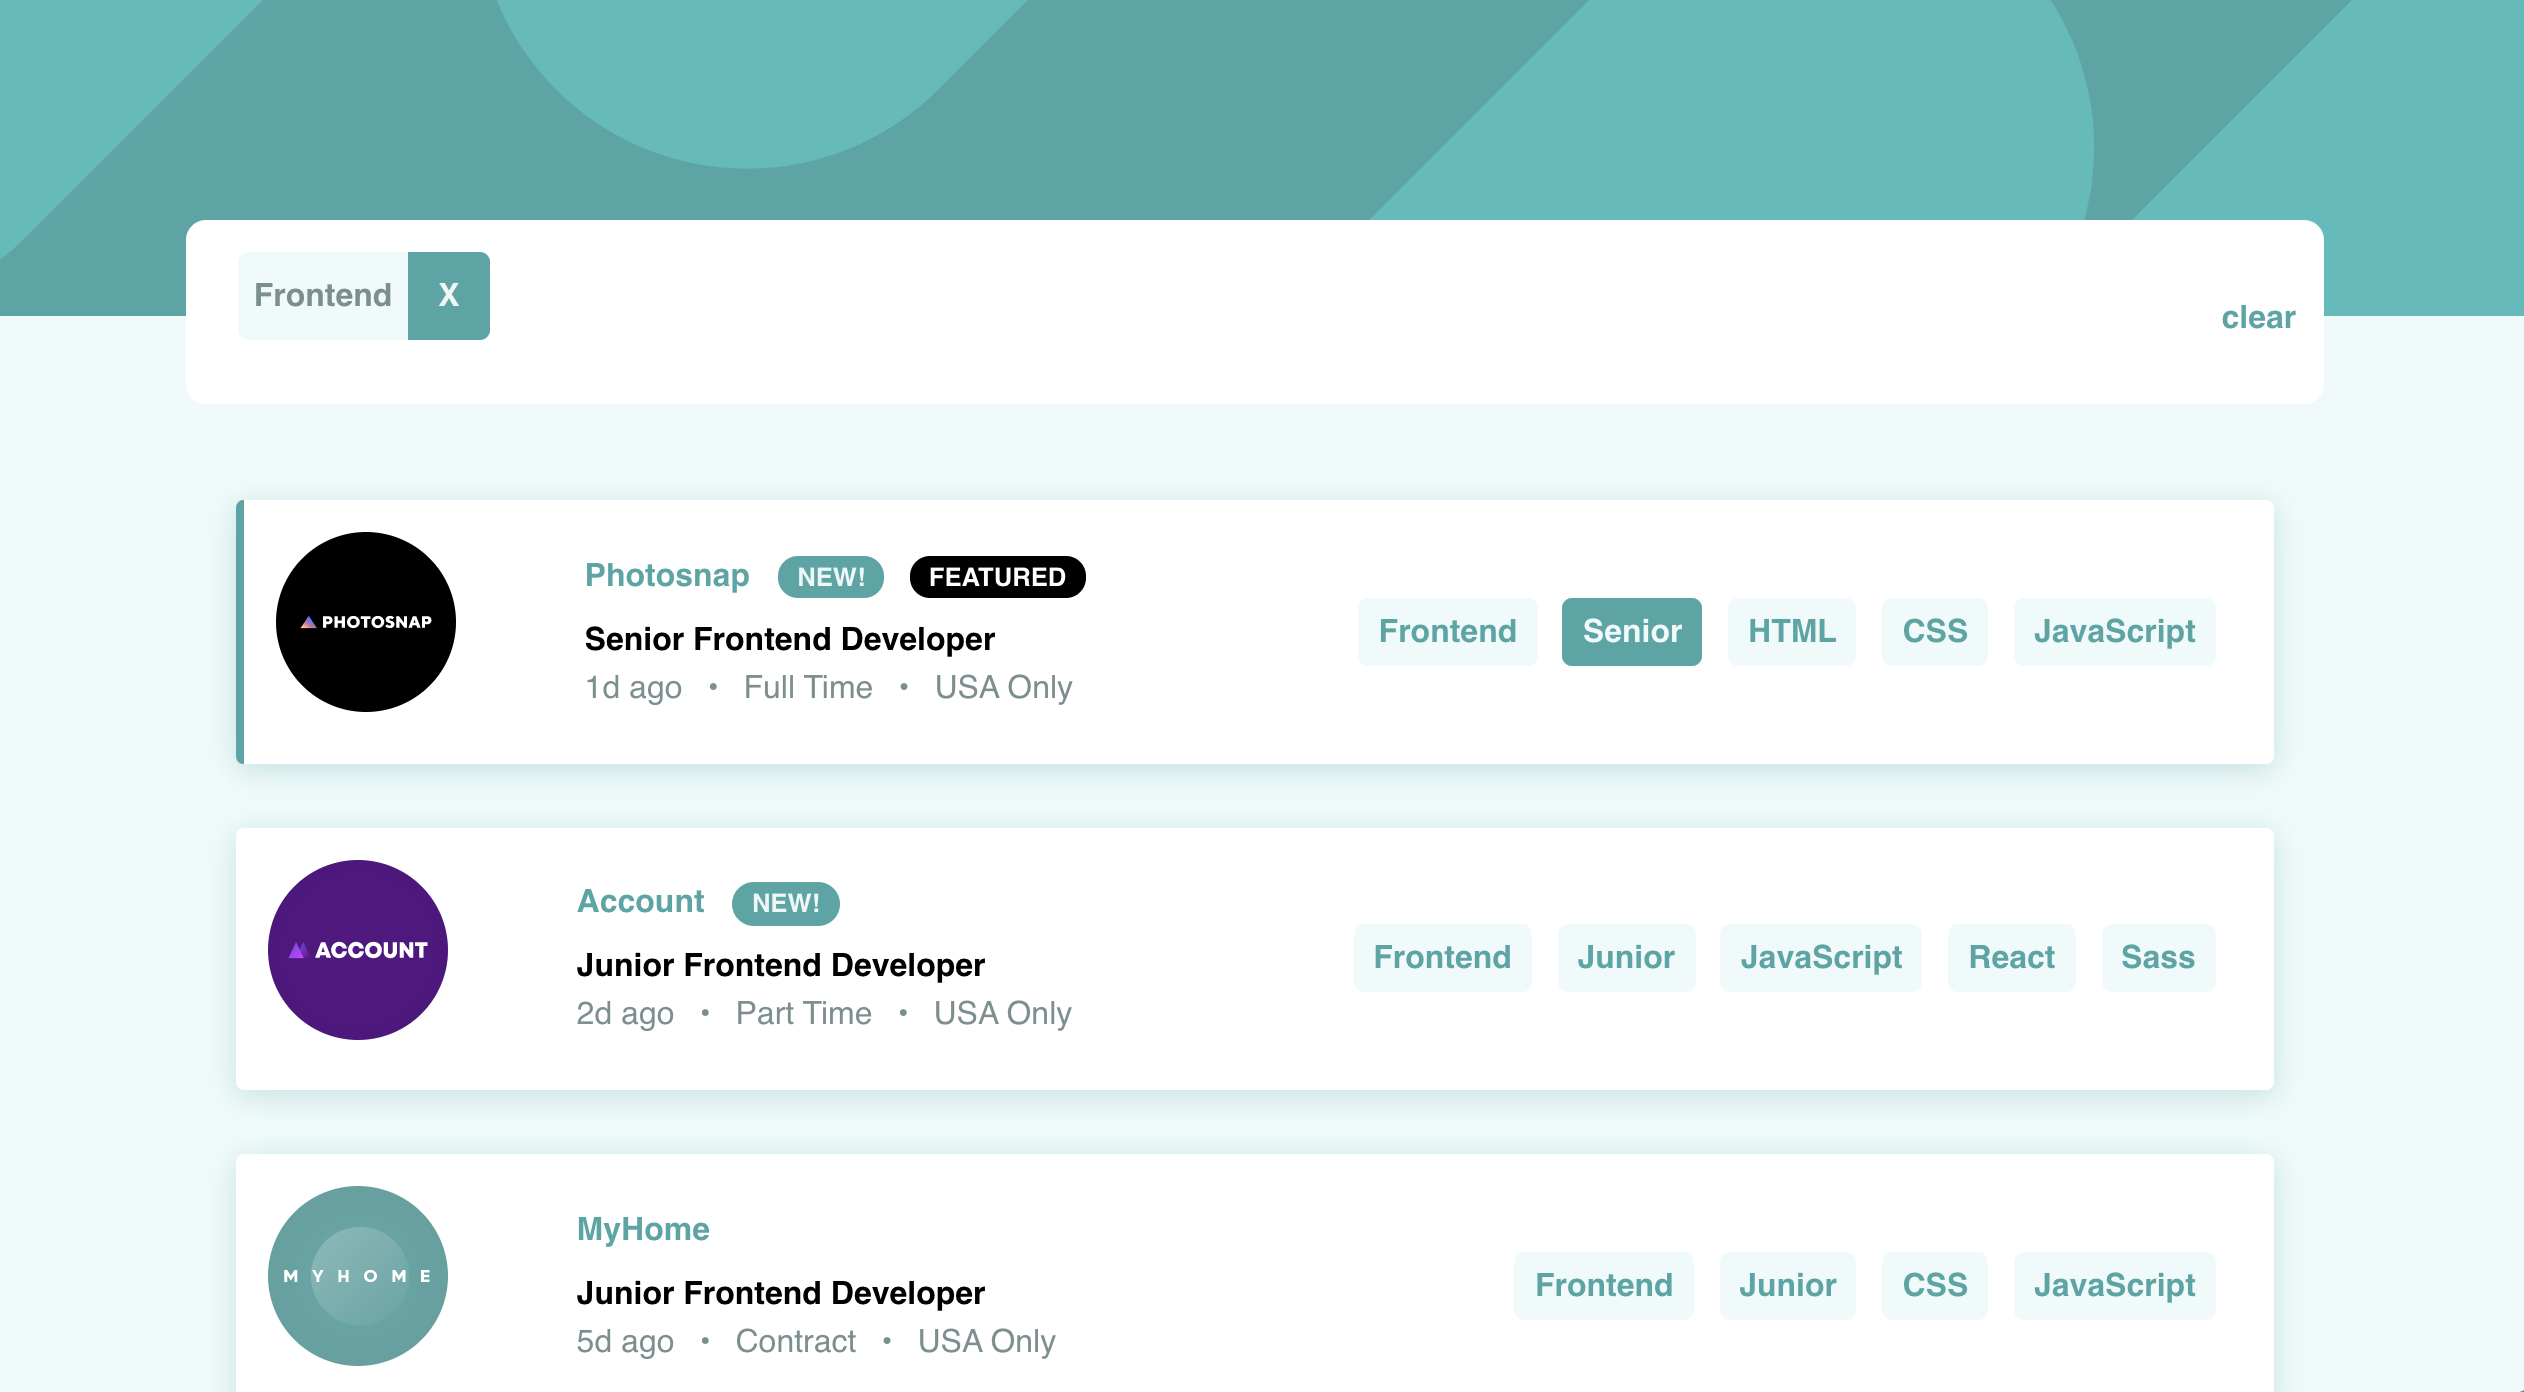 Frontend X
clear
PHOTOSNAP
Photosnap NEW! FEATURED
Senior Frontend Developer
1d ago • Full Time • USA Only
Frontend Senior HTML CSS JavaScript
ACCOUNT
Account NEW!
Junior Frontend Developer
2d ago • Part Time • USA Only
Frontend Junior JavaScript React Sass
MYHOME
MyHome
Junior Frontend Developer
5d ago • Contract • USA Only
Frontend Junior CSS JavaScript